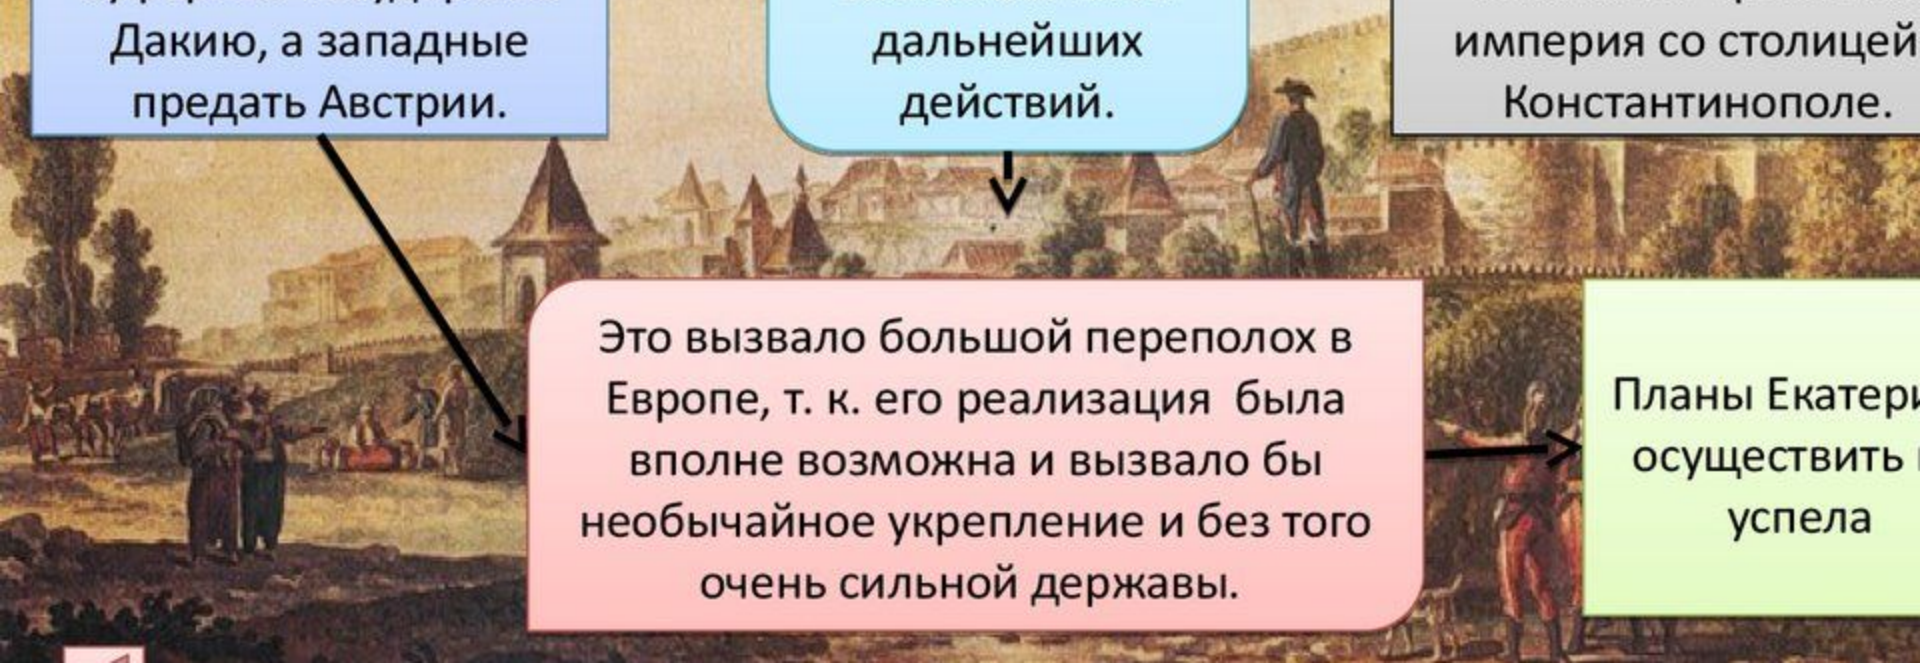 Дакию, а западные
предать Австрии.
дальнейших
действий.
империя со столицей
Константинополе.
Это вызвало большой переполох в
Европе, т. к. его реализация была
вполне возможна и вызвало бы
необычайное укрепление и без того
очень сильной державы.
Планы
осуществить
успела